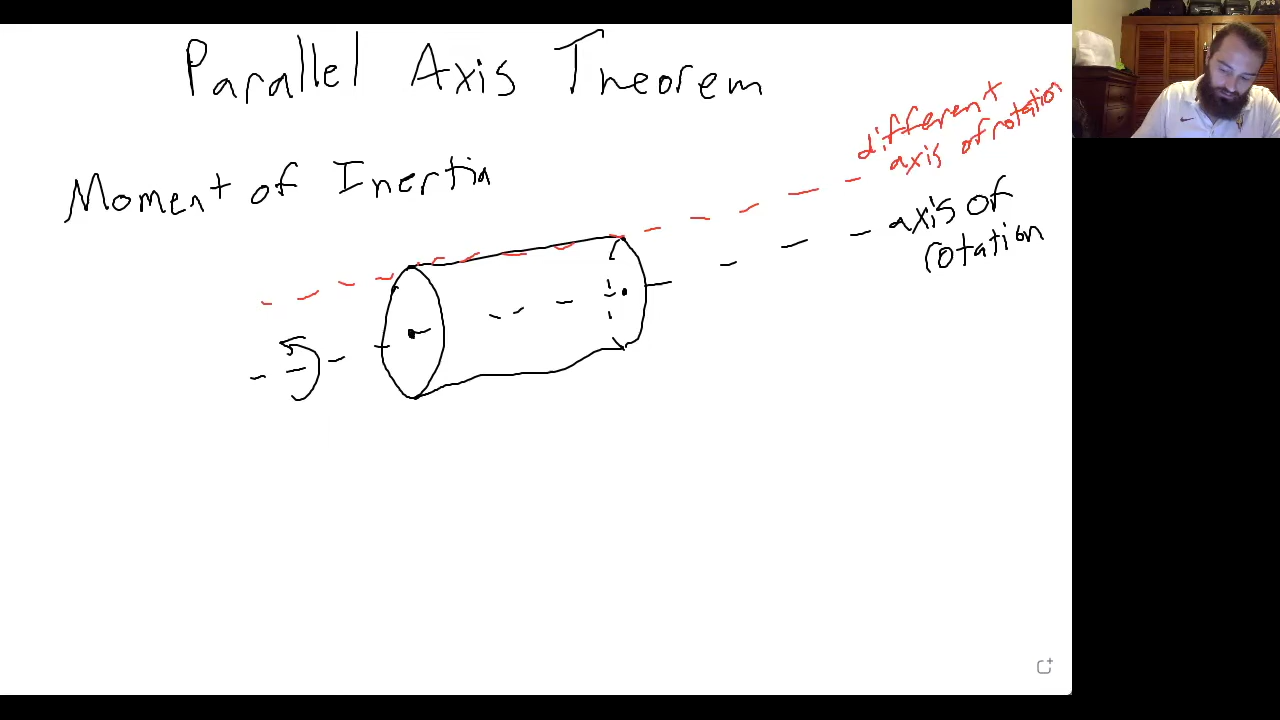 Parallel Axis Theorem
Moment of Inertia
different
axis of rotation
axis of
rotation